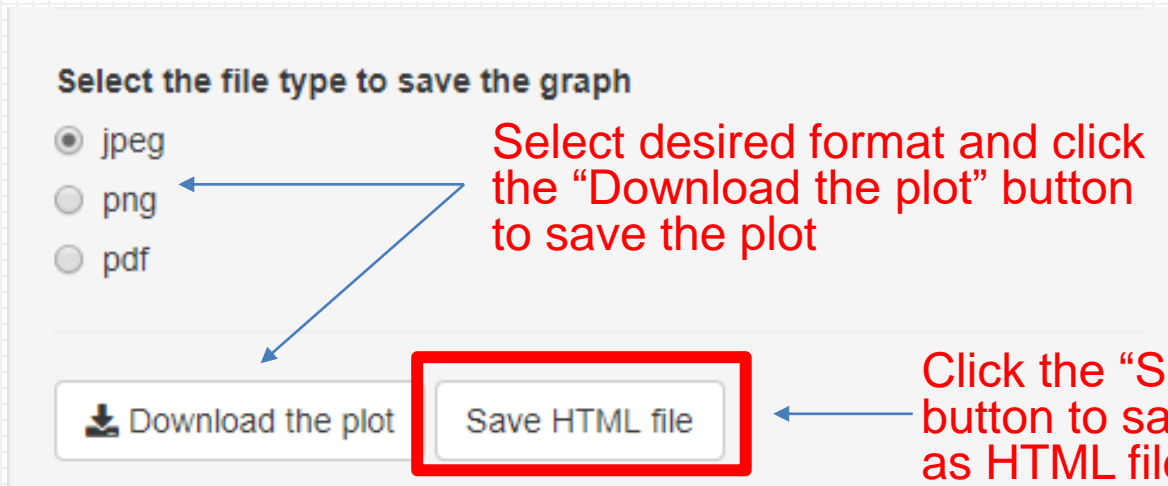 Select the file type to save the graph
jpeg
Select desired format and click
png
the “Download the plot” button
to save the plot
pdf
Click the
Download the plot
Save HTML file
button to
as HTML